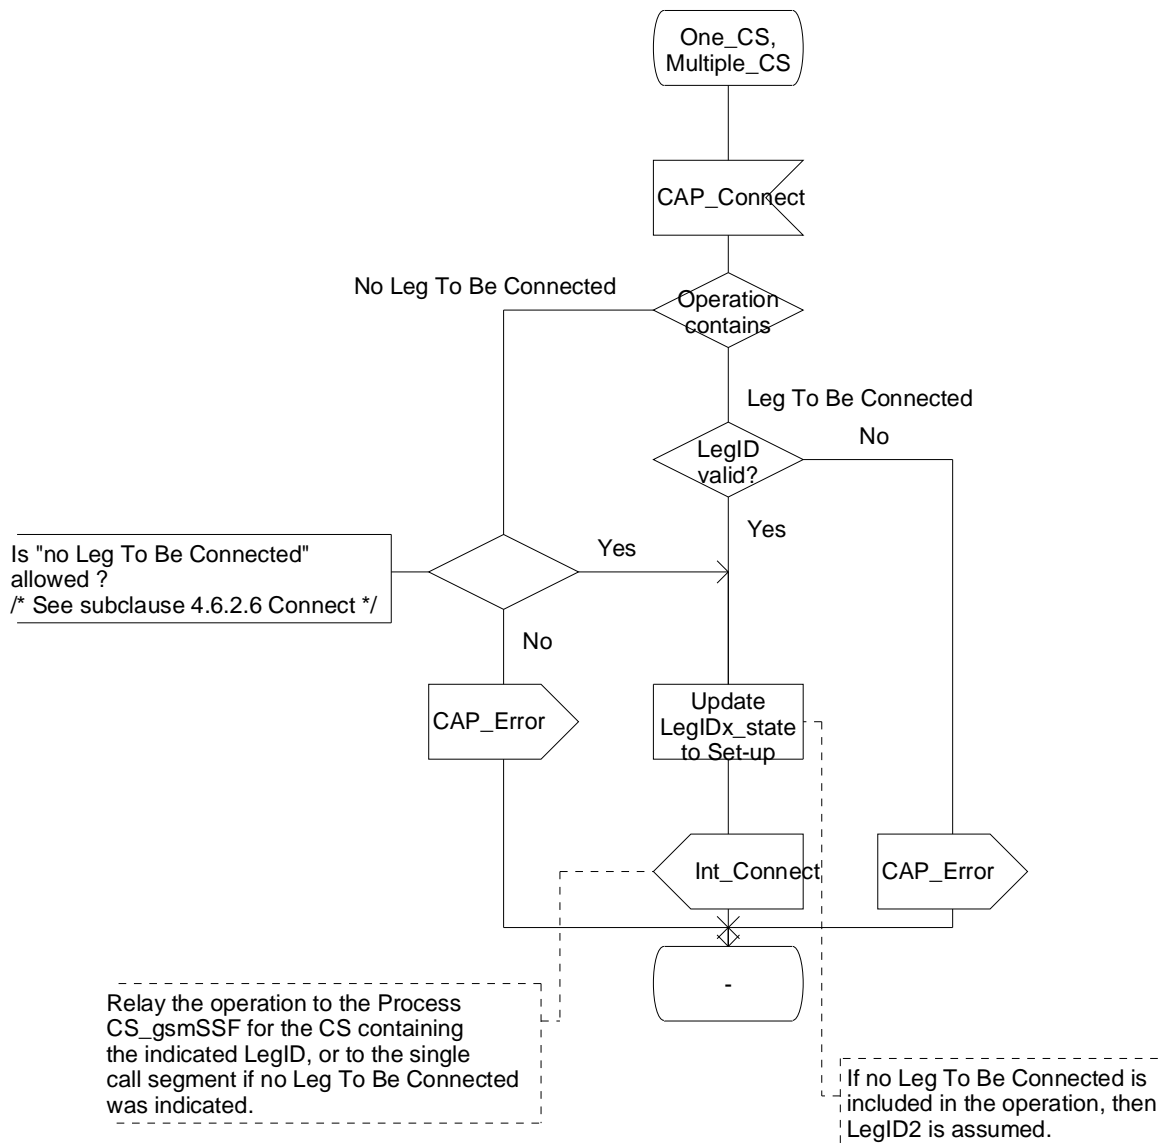 One_CS,
Multiple_CS
CAP_Connect
No Leg To Be Connected
Operation
contains
Leg To Be Connected
LegID
valid?
No
Yes
Is "no Leg To Be Connected"
allowed ?
/* See subclause 4.6.2.6 Connect */
Yes
No
CAP_Error
Update
LegIDx_state
to Set-up
Int_Connect
CAP_Error
-
Relay the operation to the Process
CS_gsmSSF for the CS containing
the indicated LegID, or to the single
call segment if no Leg To Be Connected
was indicated.
If no Leg To Be Connected is
included in the operation, then
LegID2 is assumed.